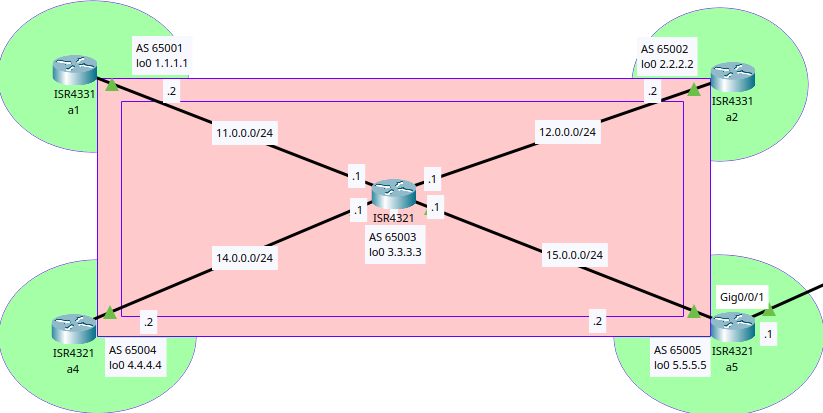 AS 65001
lo0 1.1.1.1
ISR4331
a1
.2
11.0.0.0/24
AS 65002
lo0 2.2.2.2
ISR4331
a2
.2
12.0.0.0/24
.1
.1
.1
.1
ISR4321
AS 65003
lo0 3.3.3.3
14.0.0.0/24
15.0.0.0/24
.2
ISR4321
a4
AS 65004
lo0 4.4.4.4
.2
Gig0/0/1
.1
AS 65005
lo0 5.5.5.5
ISR4321
a5